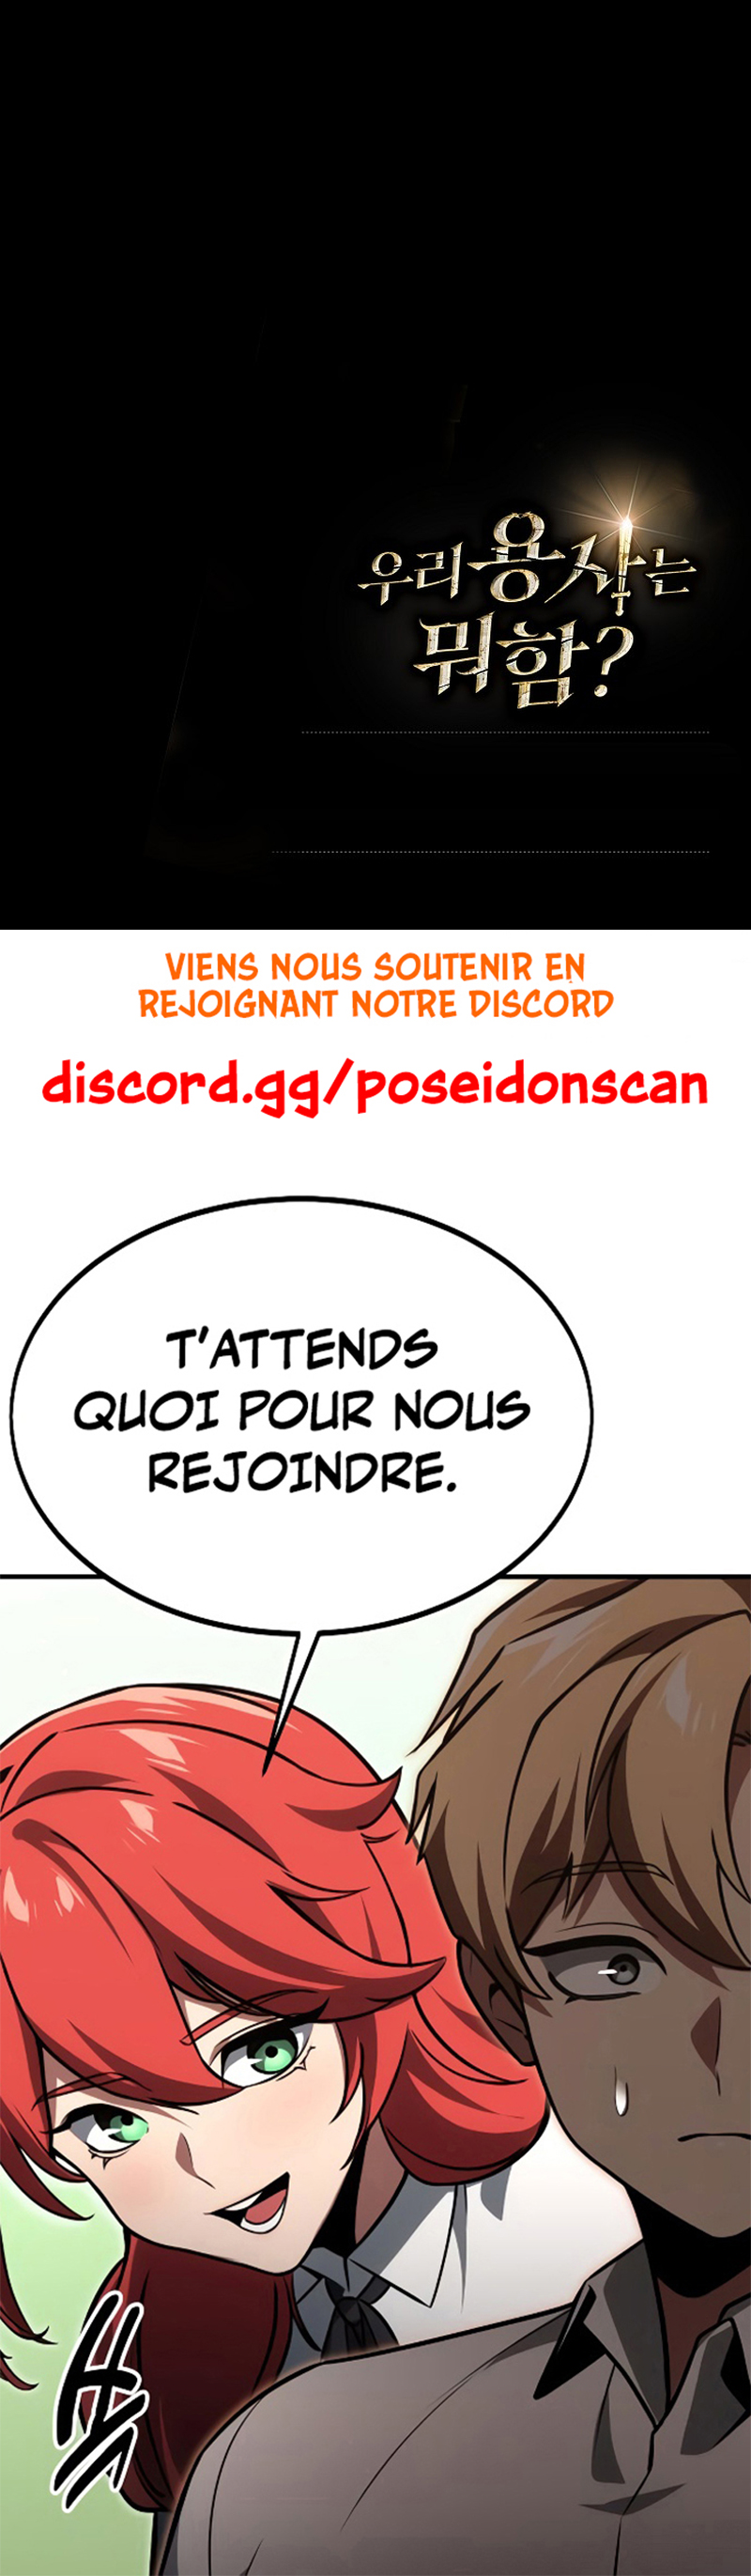 우리 용사는
뭐함?
VIENS NOUS SOUTENIR EN
REJOIGNANT NOTRE DISCORD
discord.gg/poseidonscan
T'ATTENDS
QUOI POUR NOUS
REJOINDRE.